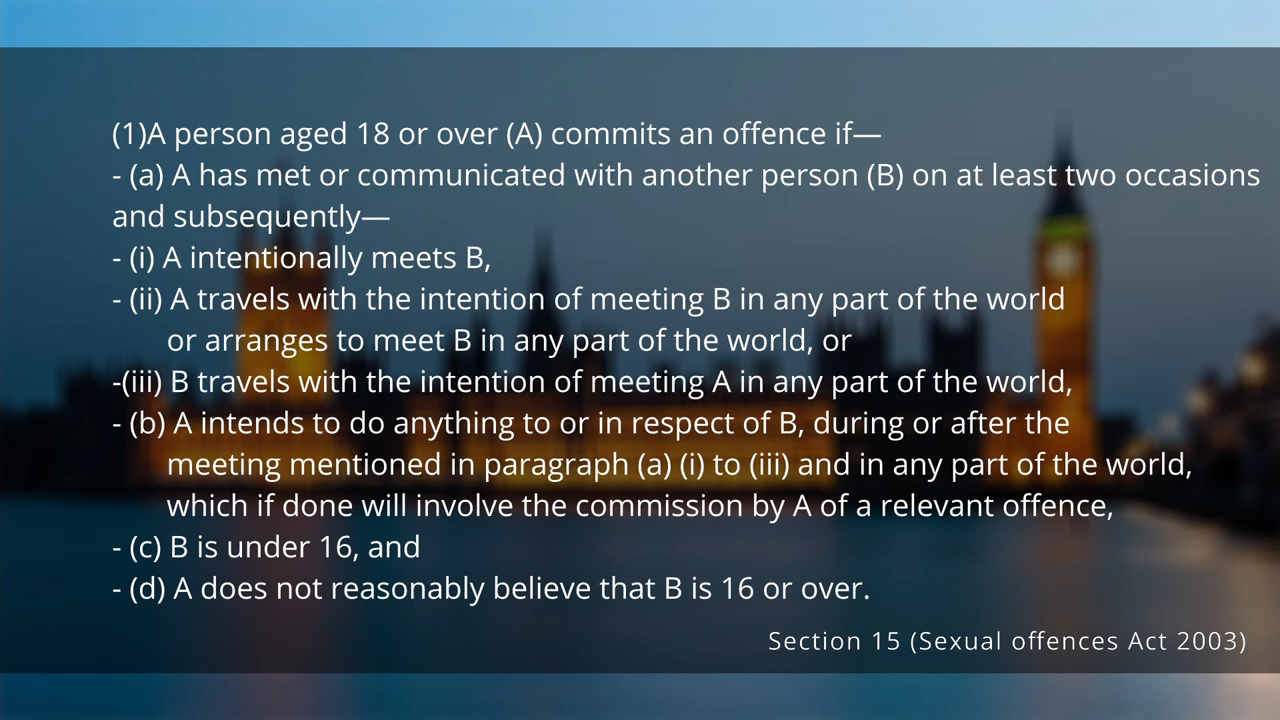 (1)A person aged 18 or over (A) commits an offence if—
- (a) A has met or communicated with another person (B) on at least two occasions
and subsequently—
- (i) A intentionally meets B,
- (ii) A travels with the intention of meeting B in any part of the world
or arranges to meet B in any part of the world, or
-(iii) B travels with the intention of meeting A in any part of the world,
- (b) A intends to do anything to or in respect of B, during or after the
meeting mentioned in paragraph (a) (i) to (iii) and in any part of the world,
which if done will involve the commission by A of a relevant offence,
- (c) B is under 16, and
- (d) A does not reasonably believe that B is 16 or over.
Section 15 (Sexual offences Act 2003)